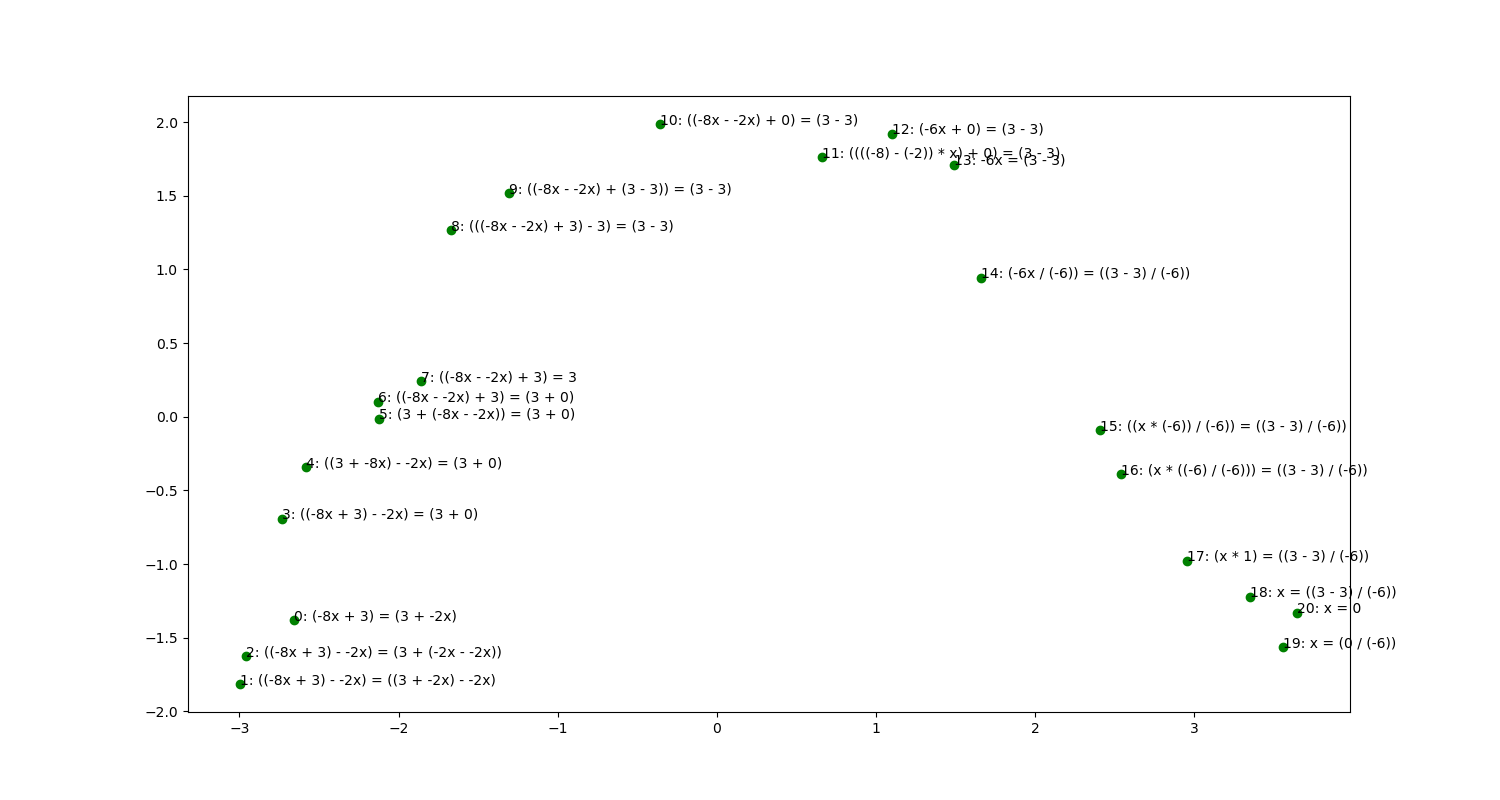 2.0
1.5
1.0
0.5
0.0
−0.5
−1.0
−1.5
−2.0
10: ((-8x - -2x) + 0) = (3 - 3)
12: (-6x + 0) = (3 - 3)
11: ((((-8) - (-2)) * x) + 0) = (3 - 3)
13: -6x = (3 - 3)
9: ((-8x - -2x) + (3 - 3)) = (3 - 3)
8: (((-8x - -2x) + 3) - 3) = (3 - 3)
14: (-6x / (-6)) = ((3 - 3) / (-6))
7: ((-8x - -2x) + 3) = 3
6: ((-8x - -2x) + 3) = (3 + 0)
5: (3 + (-8x - -2x)) = (3 + 0)
15: ((x * (-6)) / (-6)) = ((3 - 3) / (-6))
4: ((3 + -8x) - -2x) = (3 + 0)
16: (x * ((-6) / (-6))) = ((3 - 3) / (-6))
3: ((-8x + 3) - -2x) = (3 + 0)
17: (x * 1) = ((3 - 3) / (-6))
18: x = ((3 - 3) / (-6))
20: x = 0
0: (-8x + 3) = (3 + -2x)
19: x = (0 / (-6))
2: ((-8x + 3) - -2x) = (3 + (-2x - -2x))
1: ((-8x + 3) - -2x) = ((3 + -2x) - -2x)
−3 −2 −1 0 1 2 3